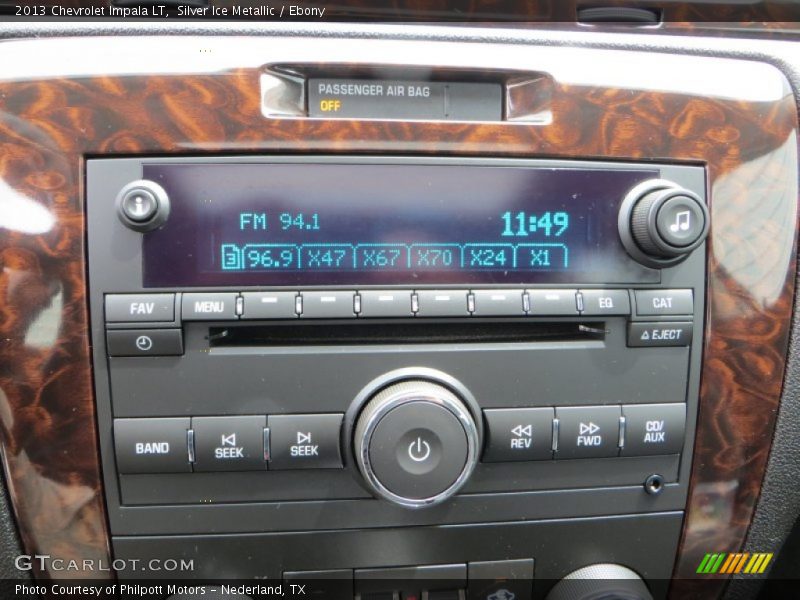 2013 Chevrolet Impala LT, Silver Ice Metallic / Ebony
PASSENGER AIR BAG
OFF
i
FM 94.1 11:49
3 96.9 X47 X67 X70 X24 X1
FAV MENU EQ CAT
EJECT
BAND SEEK SEEK REV FWD CD/
AUX
GTCARLOT.COM
Photo Courtesy of Philpott Motors - Nederland, TX